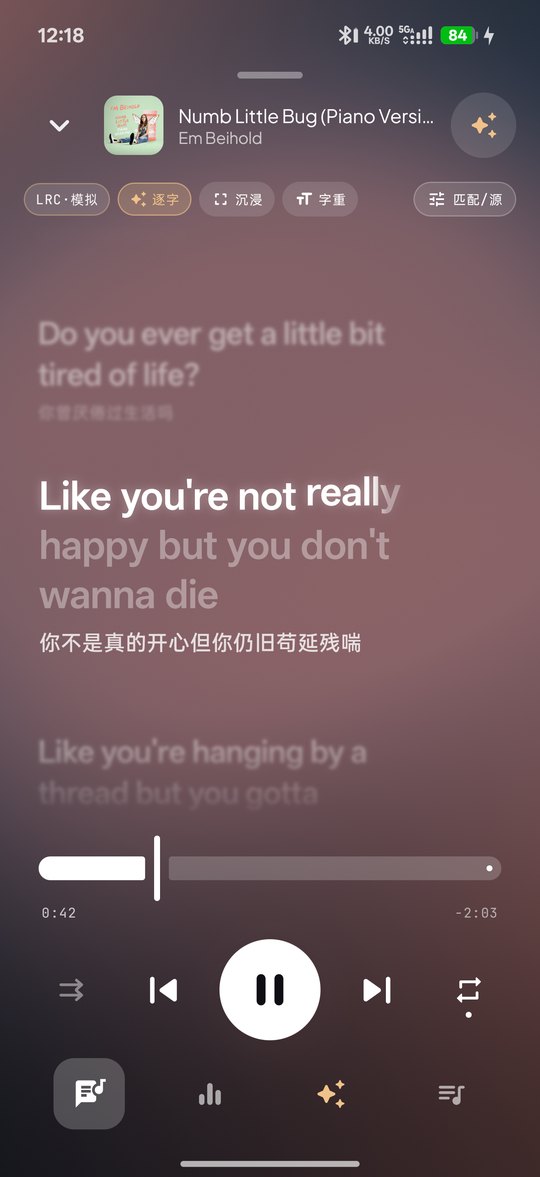 12:18
4.00
KB/S
5GA
84
EM BEIHOLD
Numb Little Bug (Piano Versi...
Em Beihold
LRC·模拟
逐字
沉浸
TT 字重
匹配/源
Do you ever get a little bit
tired of life?
你曾厌倦过生活吗
Like you're not really
happy but you don't
wanna die
你不是真的开心但你仍旧苟延残喘
Like you're hanging by a
thread but you gotta
0:42
-2:03